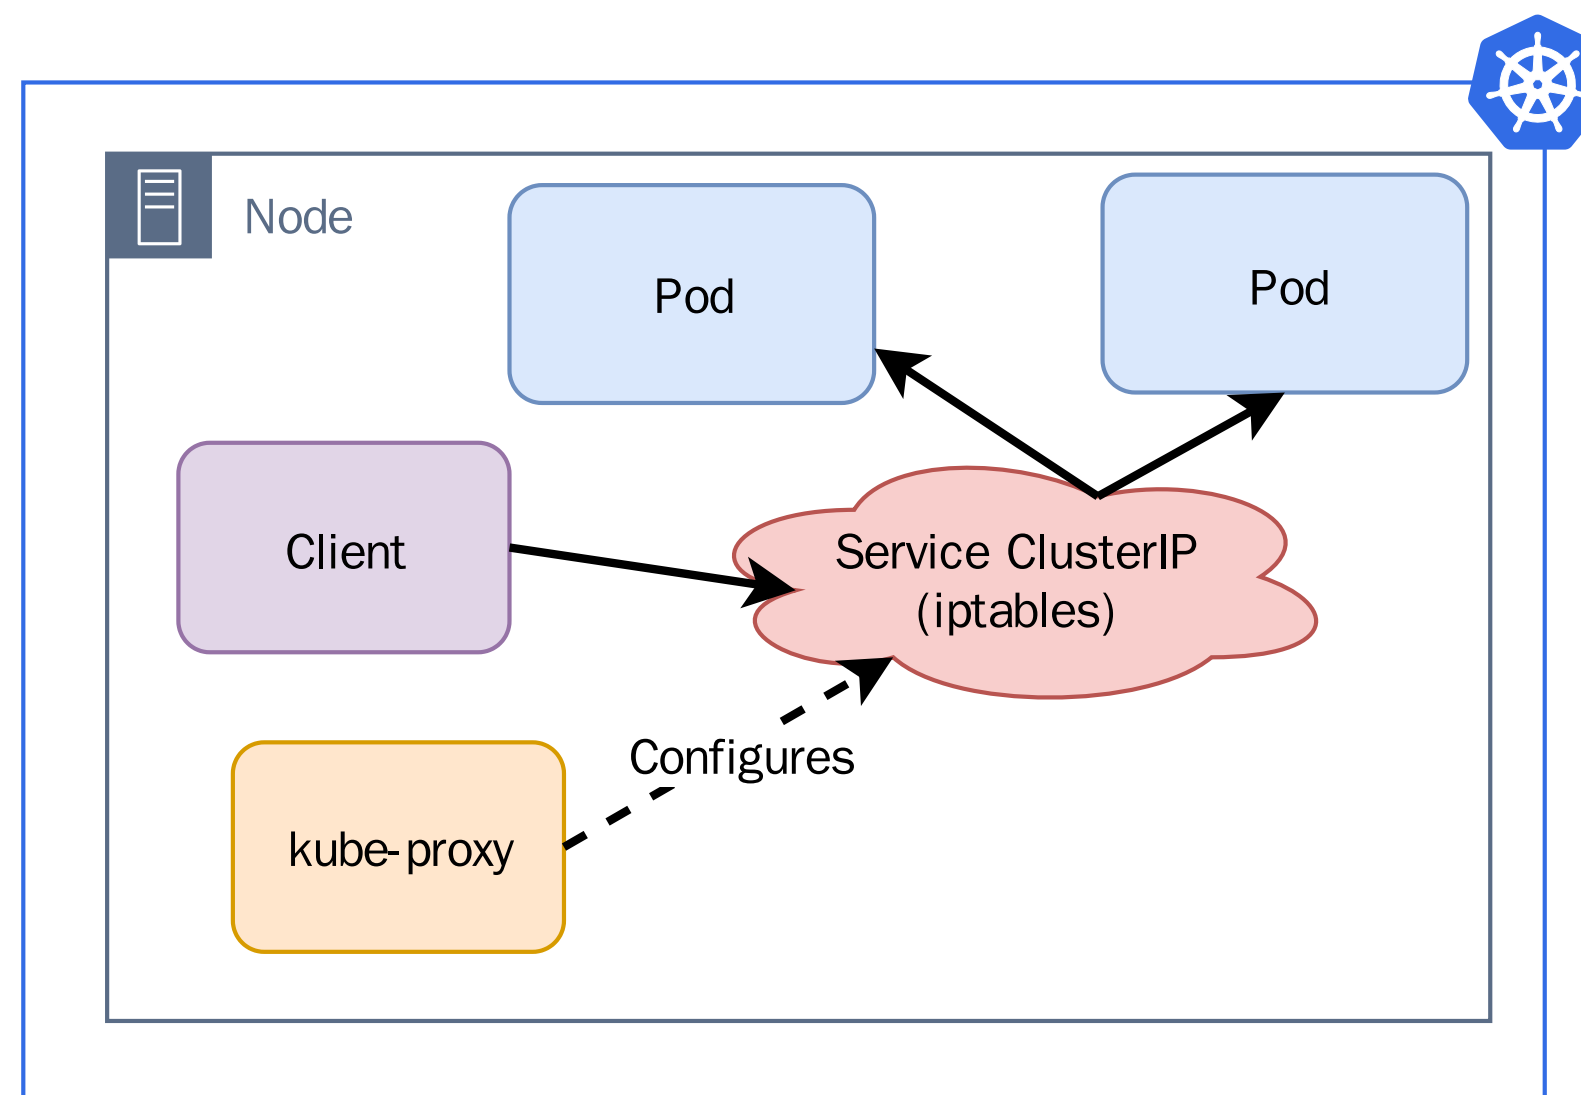 Node
Pod
Pod
Client
Service ClusterIP
(iptables)
Configures
kube-proxy